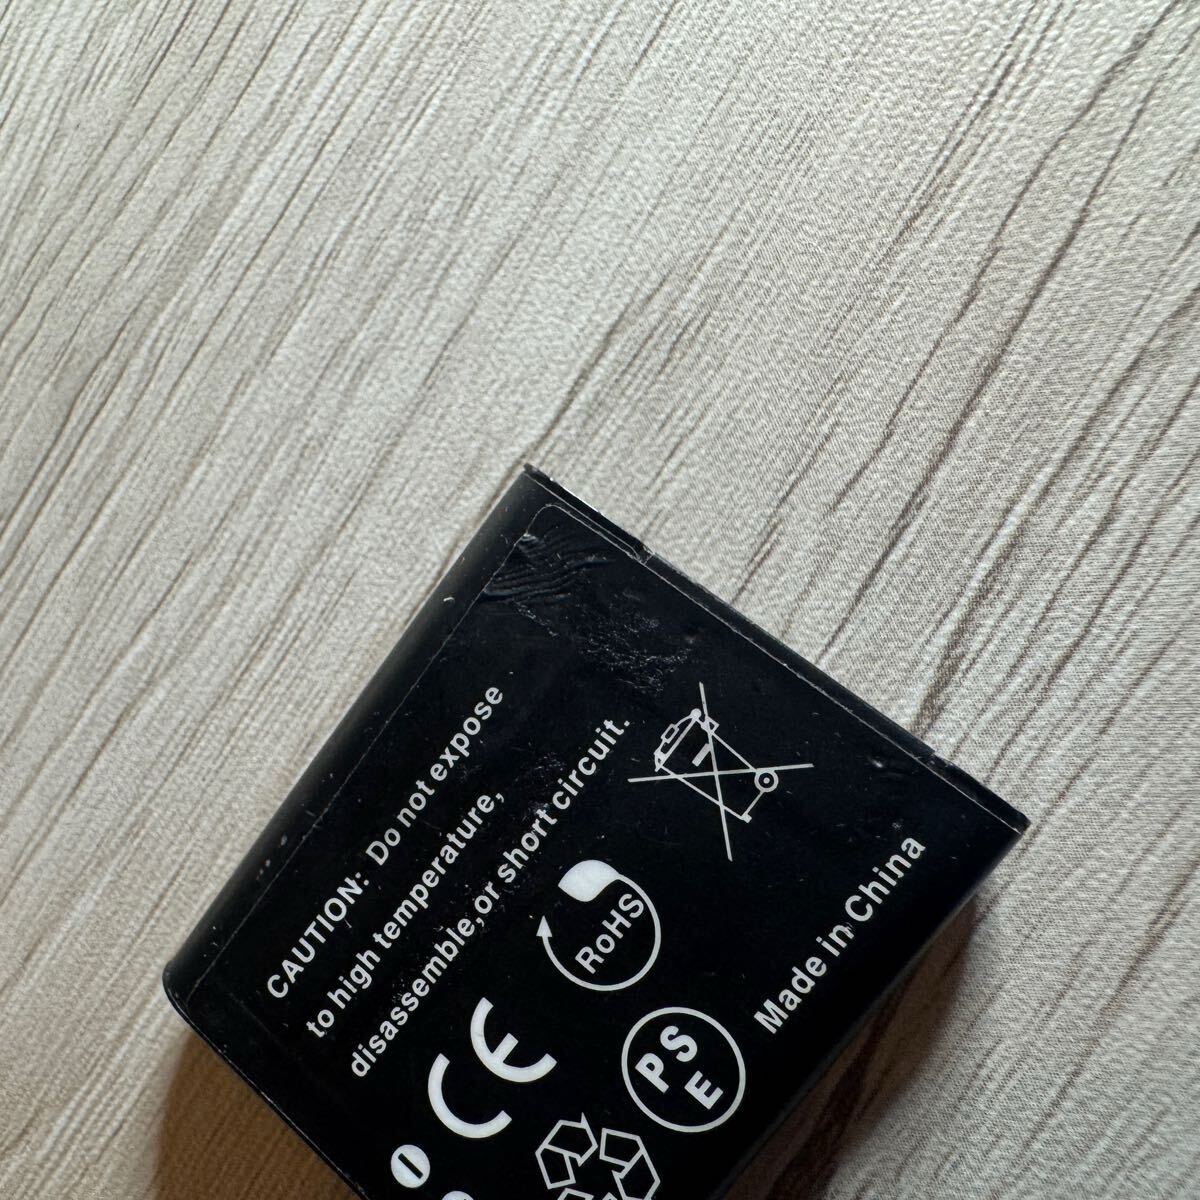 CAUTION: Do not expose
to high temperature,
disassemble, or short circuit.
RoHS
CE
PSE
Made in China